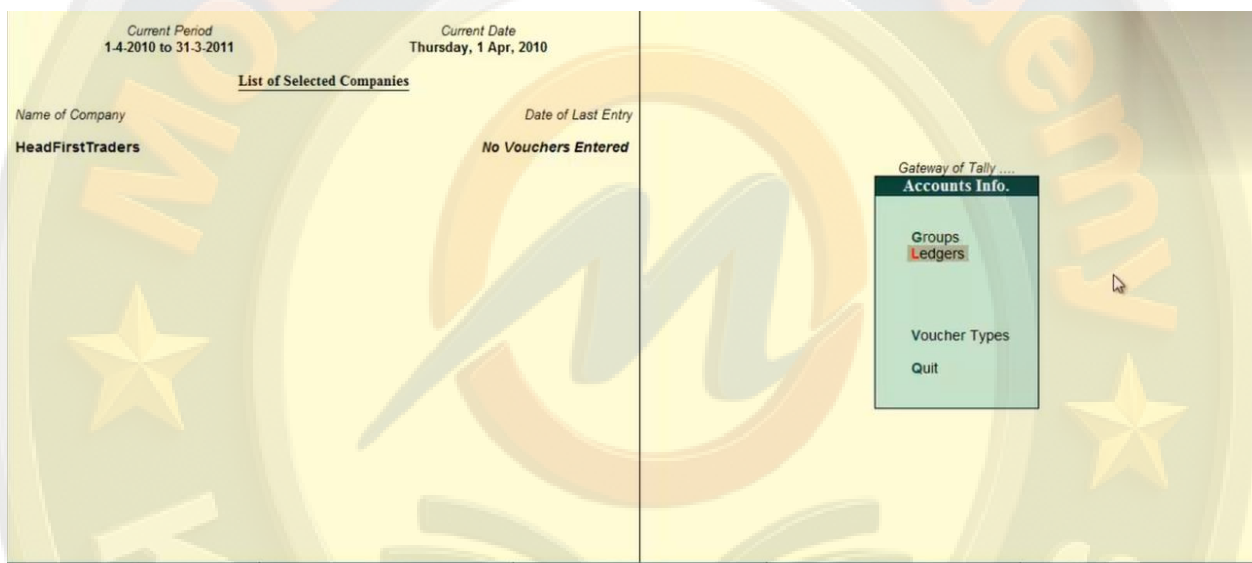 Current Period
1-4-2010 to 31-3-2011
Current Date
Thursday, 1 Apr, 2010
List of Selected Companies
Name of Company
Date of Last Entry
HeadFirstTraders
No Vouchers Entered
Gateway of Tally ....
Accounts Info.
Groups
Ledgers
Voucher Types
Quit